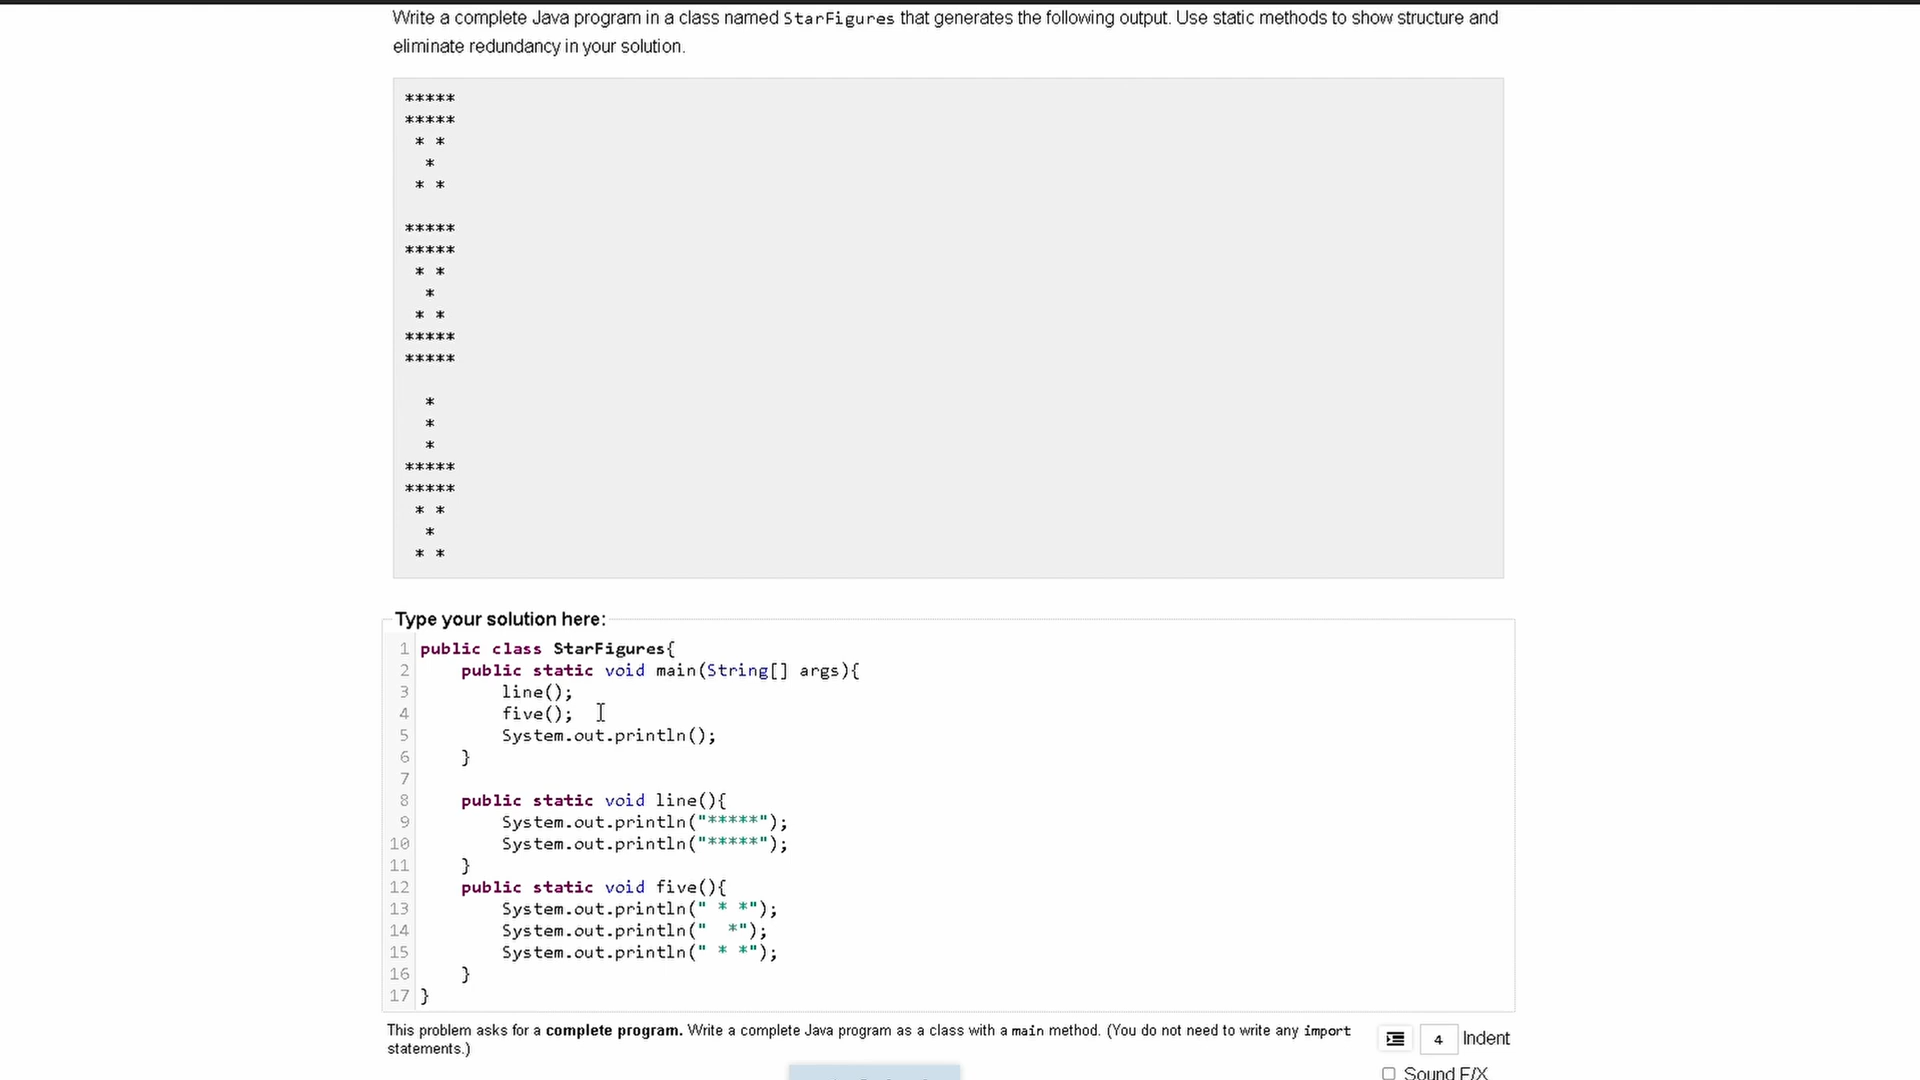 Write a complete Java program in a class named StarFigures that generates the following output. Use static methods to show structure and
eliminate redundancy in your solution.
*****
*****
 * *
  *
 * *
*****
*****
 * *
  *
 * *
*****
*****
  *
  *
  *
*****
*****
 * *
  *
 * *
Type your solution here:
1 public class StarFigures{
2     public static void main(String[] args){
3         line();
4         five();
5         System.out.println();
6     }
7
8     public static void line(){
9         System.out.println("*****");
10         System.out.println("*****");
11     }
12     public static void five(){
13         System.out.println(" * *");
14         System.out.println("  *");
15         System.out.println(" * *");
16     }
17 }
This problem asks for a complete program. Write a complete Java program as a class with a main method. (You do not need to write any import
statements.)
4 Indent
Sound F/X